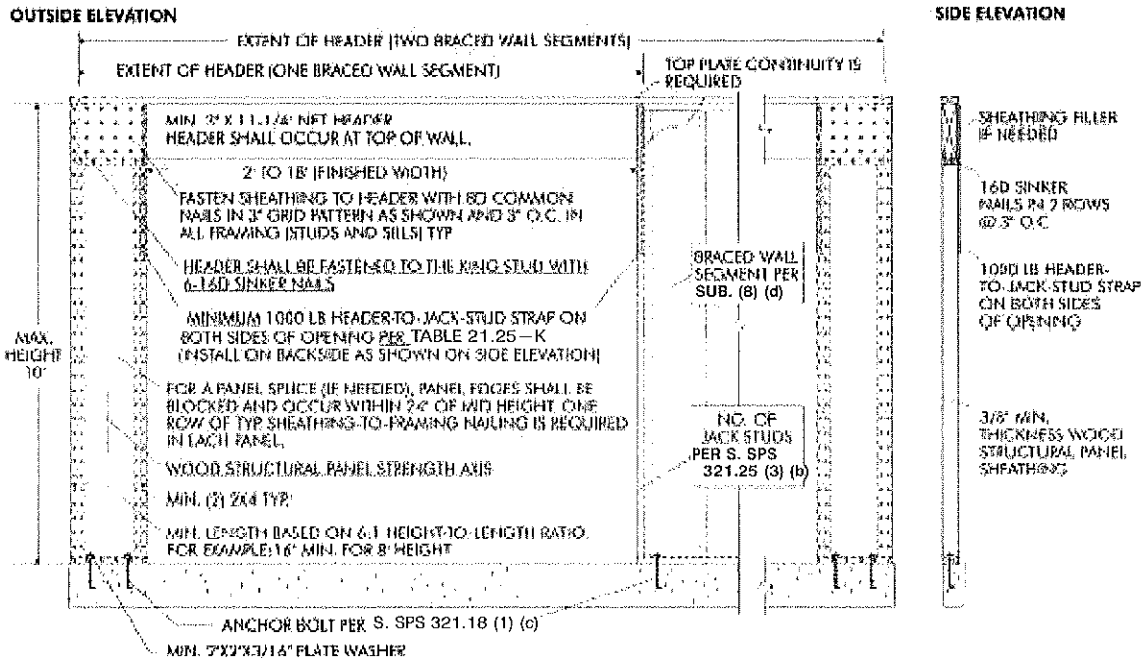 OUTSIDE ELEVATION
SIDE ELEVATION
EXTENT OF HEADER (TWO BRACED WALL SEGMENTS)
EXTENT OF HEADER (ONE BRACED WALL SEGMENT)
TOP PLATE CONTINUITY IS
REQUIRED
MIN. 3" X 11-1/4" NET HEADER
HEADER SHALL OCCUR AT TOP OF WALL.
2' TO 18' (FINISHED WIDTH)
FASTEN SHEATHING TO HEADER WITH 8D COMMON
NAILS IN 3" GRID PATTERN AS SHOWN AND 3" O.C. IN
ALL FRAMING (STUDS AND SILLS) TYP
HEADER SHALL BE FASTENED TO THE KING STUD WITH
6-16D SINKER NAILS
MINIMUM 1000 LB HEADER-TO-JACK-STUD STRAP ON
BOTH SIDES OF OPENING PER TABLE 21.25–K
(INSTALL ON BACKSIDE AS SHOWN ON SIDE ELEVATION)
MAX.
HEIGHT
10'
FOR A PANEL SPLICE (IF NEEDED), PANEL EDGES SHALL BE
BLOCKED AND OCCUR WITHIN 24" OF MID HEIGHT. ONE
ROW OF TYP. SHEATHING-TO-FRAMING NAILING IS REQUIRED
IN EACH PANEL.
WOOD STRUCTURAL PANEL STRENGTH AXIS
MIN. (2) 2X4 TYP.
MIN. LENGTH BASED ON 6:1 HEIGHT-TO-LENGTH RATIO.
FOR EXAMPLE: 16" MIN. FOR 8' HEIGHT
BRACED WALL
SEGMENT PER
SUB. (8) (d)
NO. OF
JACK STUDS
PER S. SPS
321.25 (3) (b)
ANCHOR BOLT PER S. SPS 321.18 (1) (c)
MIN. 2"X2"X3/16" PLATE WASHER
SHEATHING FILLER
IF NEEDED
16D SINKER
NAILS IN 2 ROWS
@ 3" O.C
1000 LB HEADER-
TO-JACK-STUD STRAP
ON BOTH SIDES
OF OPENING
3/8" MIN.
THICKNESS WOOD
STRUCTURAL PANEL
SHEATHING